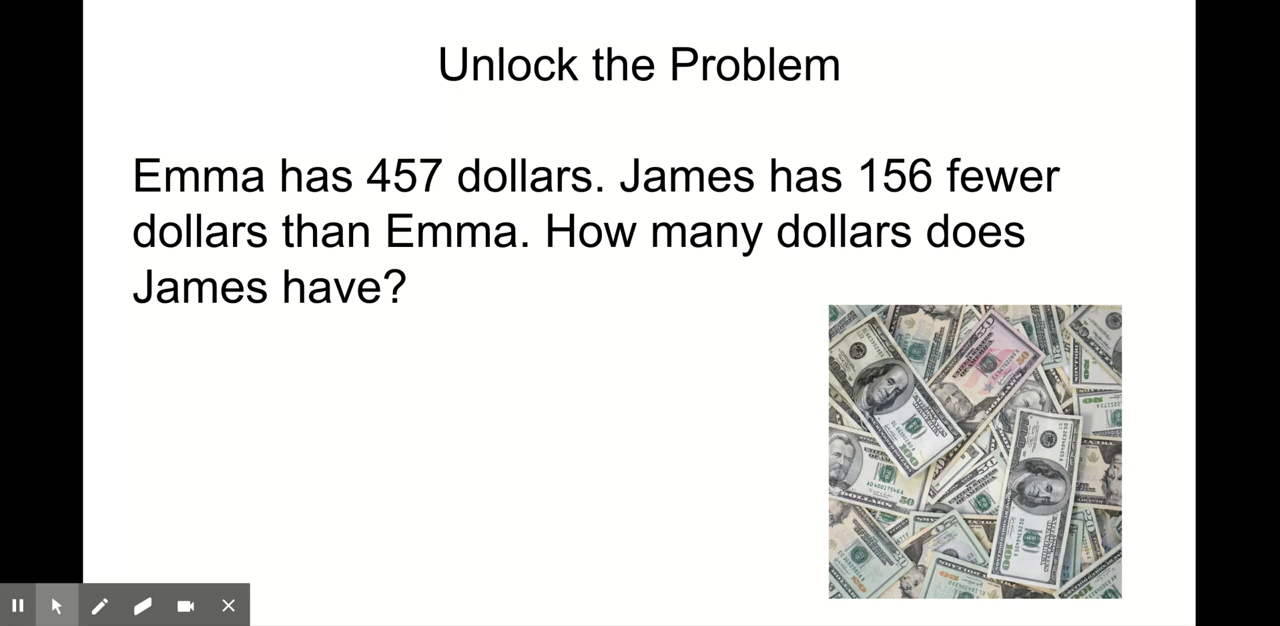 Unlock the Problem
Emma has 457 dollars. James has 156 fewer
dollars than Emma. How many dollars does
James have?